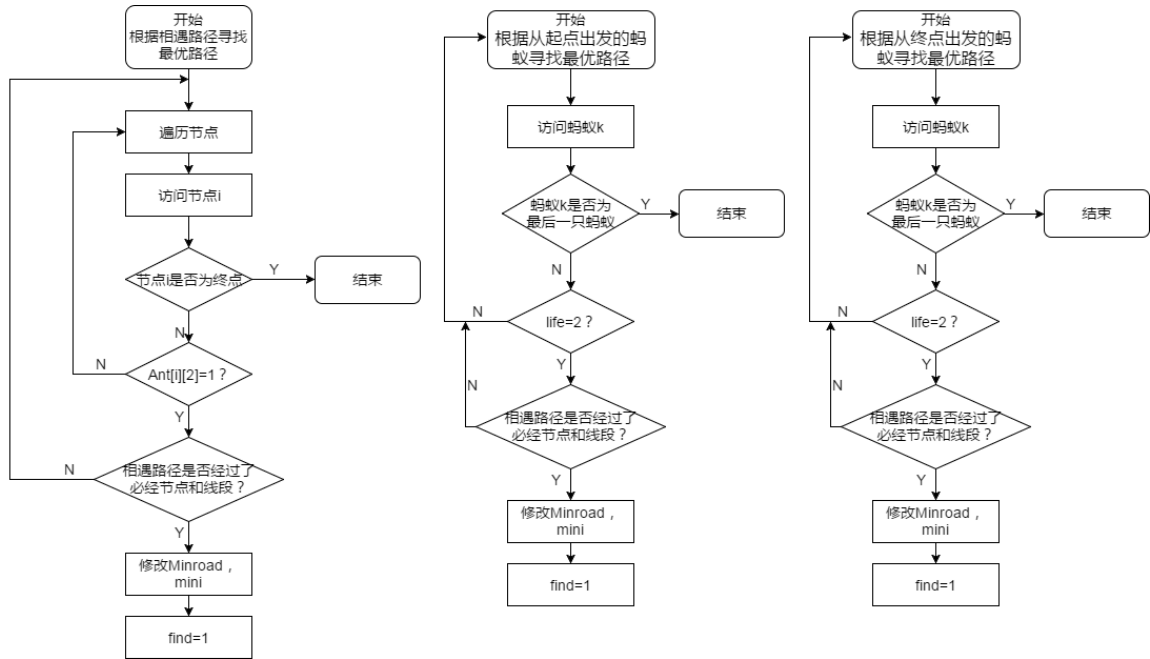 开始
根据相遇路径寻找
最优路径
遍历节点
访问节点i
节点i是否为终点
Y
结束
N
Ant[i][2]=1？
N
Y
相遇路径是否经过了
必经节点和线段？
N
Y
修改Minroad，
mini
find=1
开始
根据从起点出发的蚂
蚁寻找最优路径
访问蚂蚁k
蚂蚁k是否为
最后一只蚂蚁
Y
结束
N
life=2？
N
Y
相遇路径是否经过了
必经节点和线段？
N
Y
修改Minroad，
mini
find=1
开始
根据从终点出发的蚂
蚁寻找最优路径
访问蚂蚁k
蚂蚁k是否为
最后一只蚂蚁
Y
结束
N
life=2？
N
Y
相遇路径是否经过了
必经节点和线段？
N
Y
修改Minroad，
mini
find=1